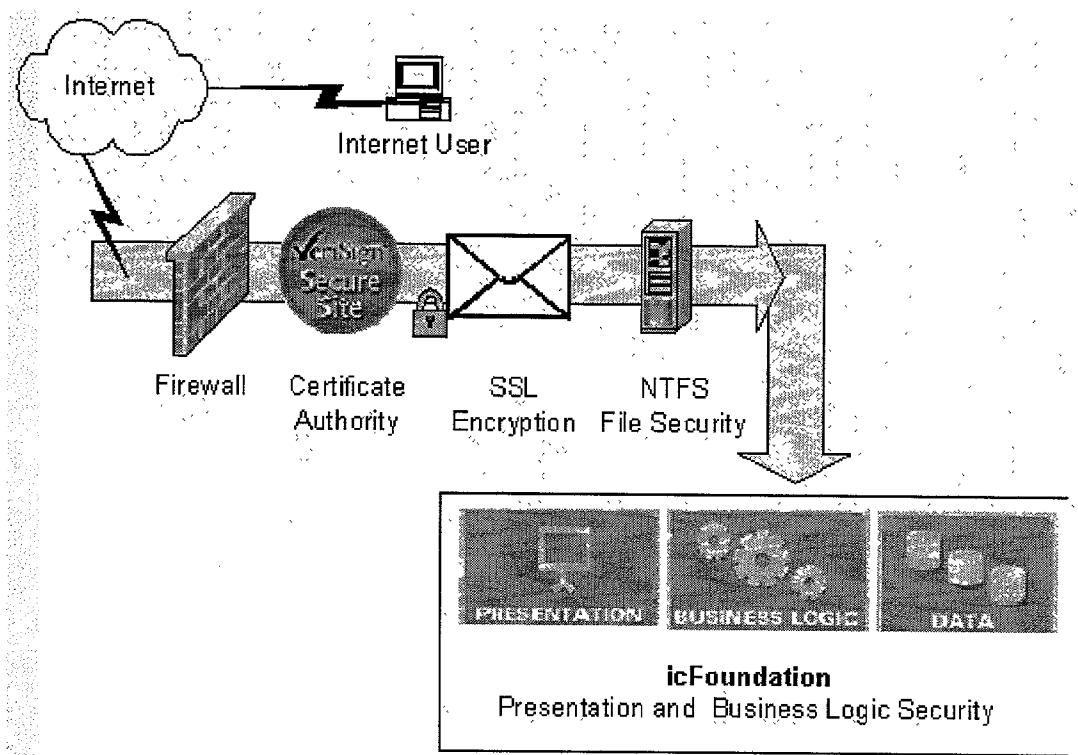 Internet
Internet User
VeriSign
Secure
Site
Firewall
Certificate
Authority
SSL
Encryption
NTFS
File Security
PRESENTATION
BUSINESS LOGIC
DATA
icFoundation
Presentation and Business Logic Security